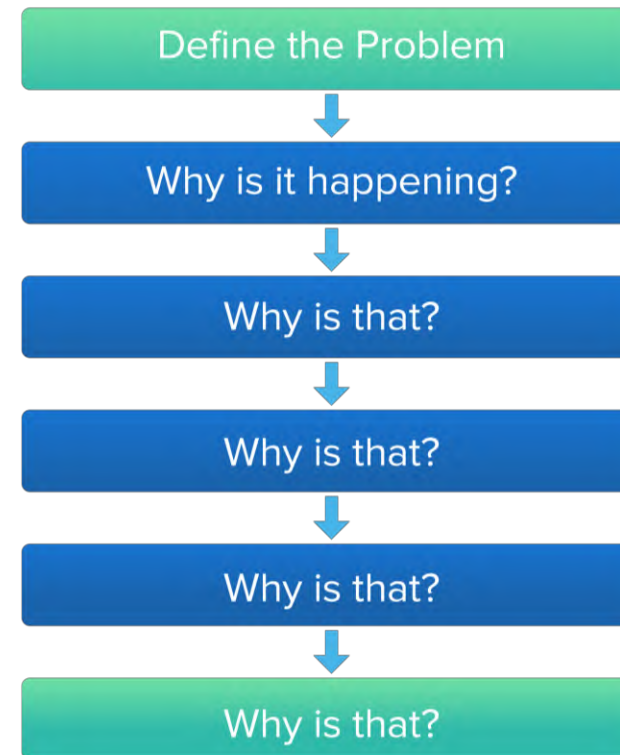 Define the Problem
Why is it happening?
Why is that?
Why is that?
Why is that?
Why is that?